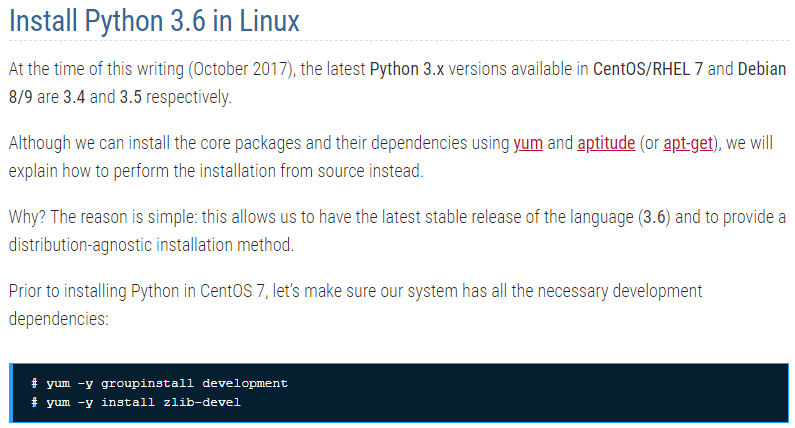 Install Python 3.6 in Linux
At the time of this writing (October 2017), the latest Python 3.x versions available in CentOS/RHEL 7 and Debian
8/9 are 3.4 and 3.5 respectively.
Although we can install the core packages and their dependencies using yum and aptitude (or apt-get), we will
explain how to perform the installation from source instead.
Why? The reason is simple: this allows us to have the latest stable release of the language (3.6) and to provide a
distribution-agnostic installation method.
Prior to installing Python in CentOS 7, let’s make sure our system has all the necessary development
dependencies:
# yum -y groupinstall development
# yum -y install zlib-devel